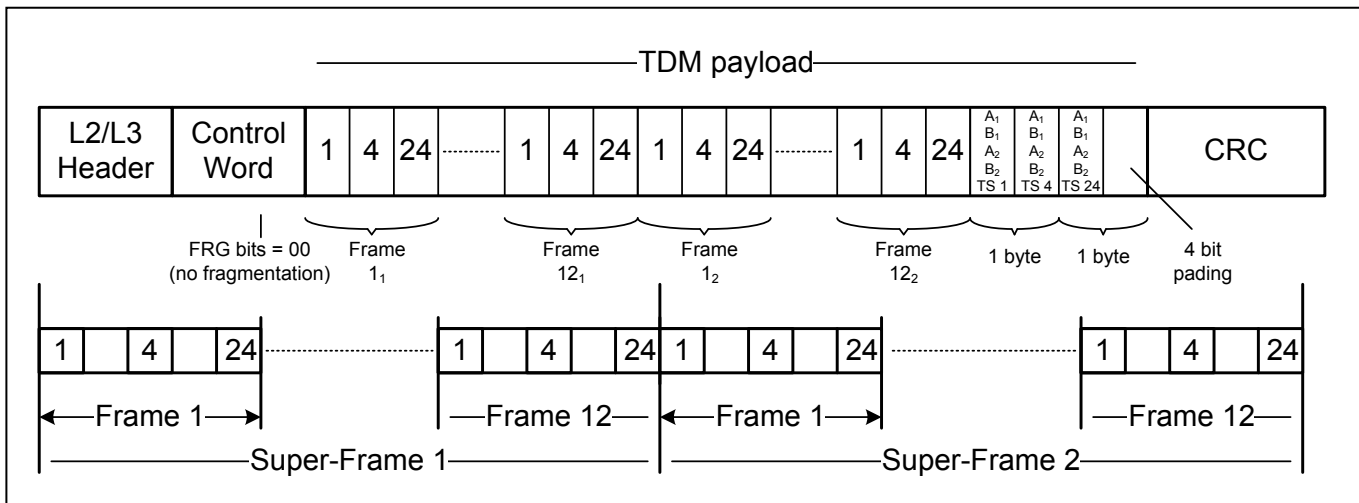 TDM payload
L2/L3 Header
Control Word
1 4 24 1 4 24 1 4 24 1 4 24
A1 B1 A2 B2 TS 1
A1 B1 A2 B2 TS 4
A1 B1 A2 B2 TS 24
CRC
FRG bits = 00
(no fragmentation)
Frame 1₁
Frame 12₁
Frame 1₂
Frame 12₂
1 byte
1 byte
4 bit pading
1 4 24 1 4 24 1 4 24 1 4 24
Frame 1
Frame 12
Frame 1
Frame 12
Super-Frame 1
Super-Frame 2